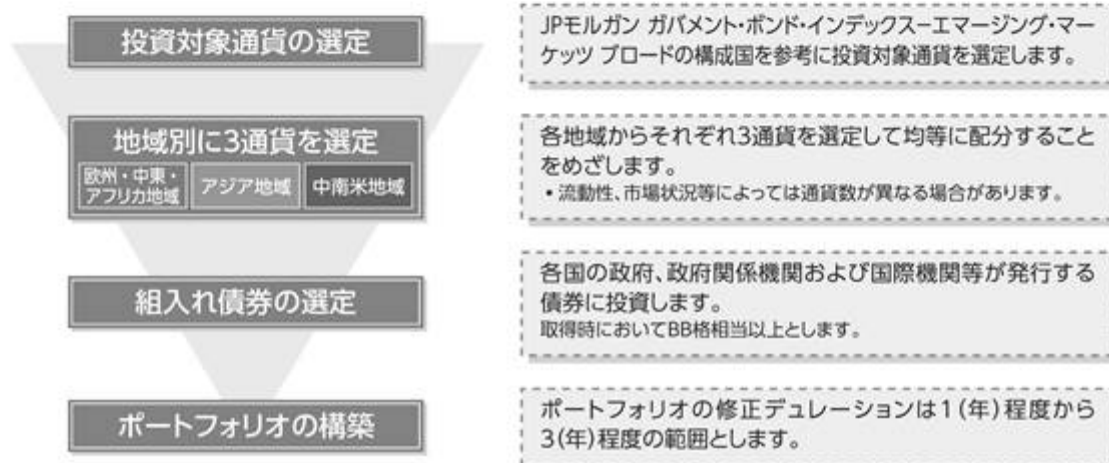 投資対象通貨の選定
JPモルガン ガバメント・ボンド・インデックス－エマージング・マー
ケッツ ブロードの構成国を参考に投資対象通貨を選定します。
地域別に3通貨を選定
欧州・中東・
アフリカ地域
アジア地域
中南米地域
各地域からそれぞれ3通貨を選定して均等に配分すること
をめざします。
• 流動性、市場状況等によっては通貨数が異なる場合があります。
組入れ債券の選定
各国の政府、政府関係機関および国際機関等が発行する
債券に投資します。
取得時においてBB格相当以上とします。
ポートフォリオの構築
ポートフォリオの修正デュレーションは1(年)程度から
3(年)程度の範囲とします。